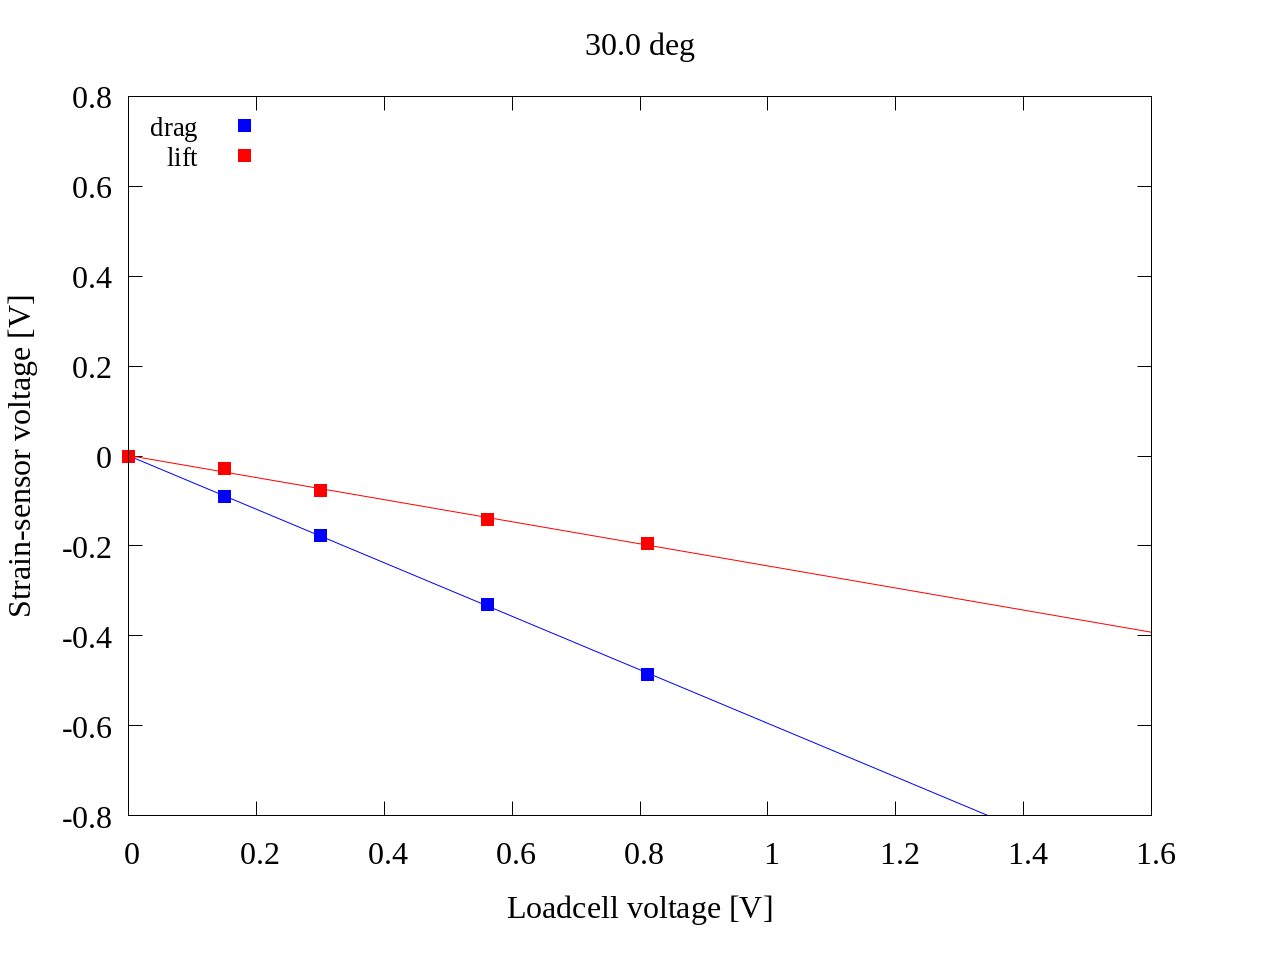 30.0 deg
0.8
drag
lift
0.6
0.4
0.2
0
-0.2
-0.4
-0.6
-0.8
Strain-sensor voltage [V]
0 0.2 0.4 0.6 0.8 1 1.2 1.4 1.6
Loadcell voltage [V]